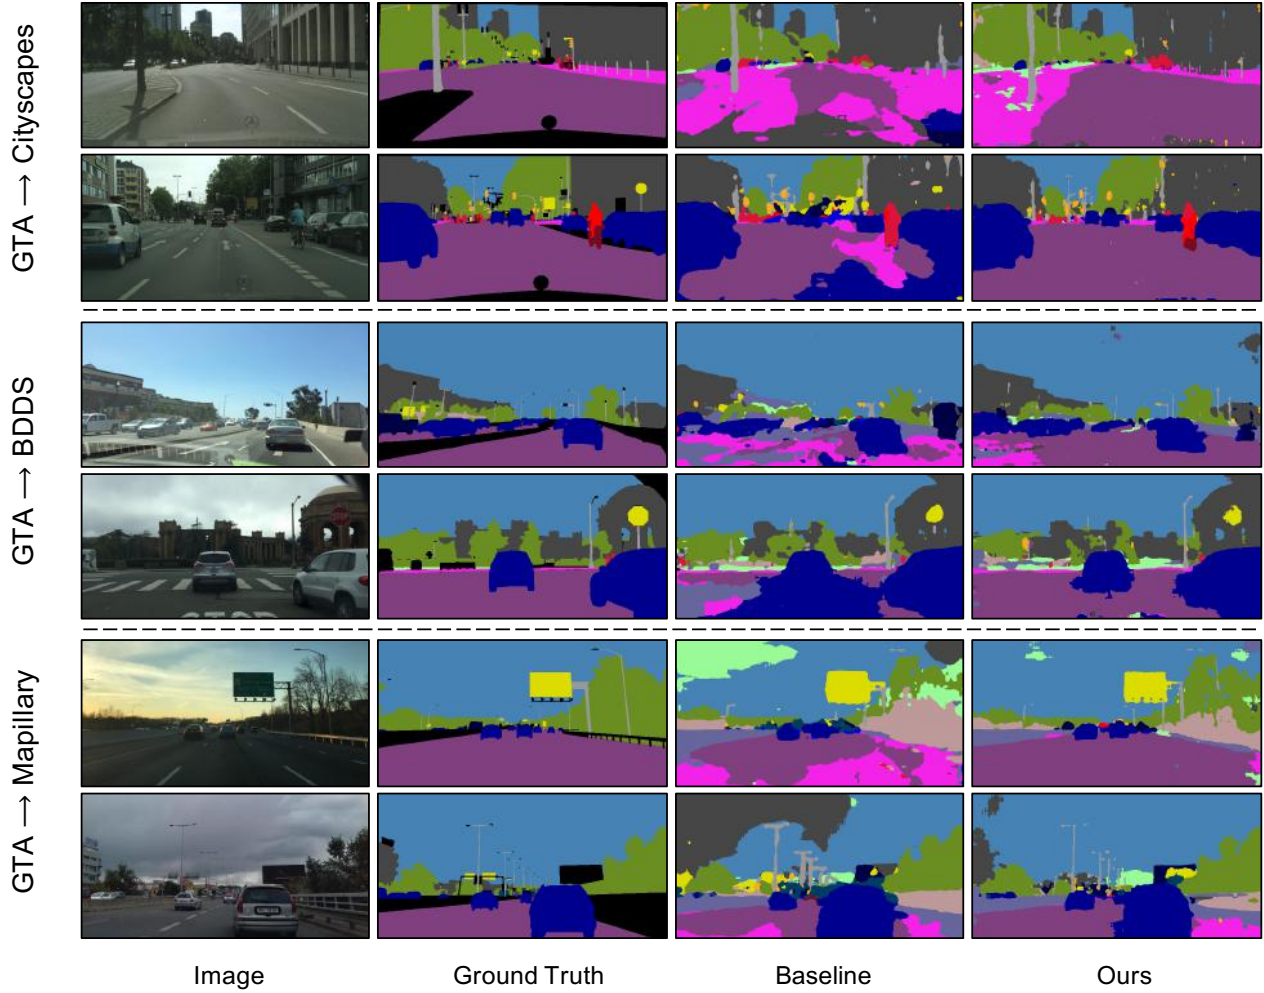 GTA → Cityscapes
GTA → BDDS
GTA → Mapillary
Image Ground Truth Baseline Ours